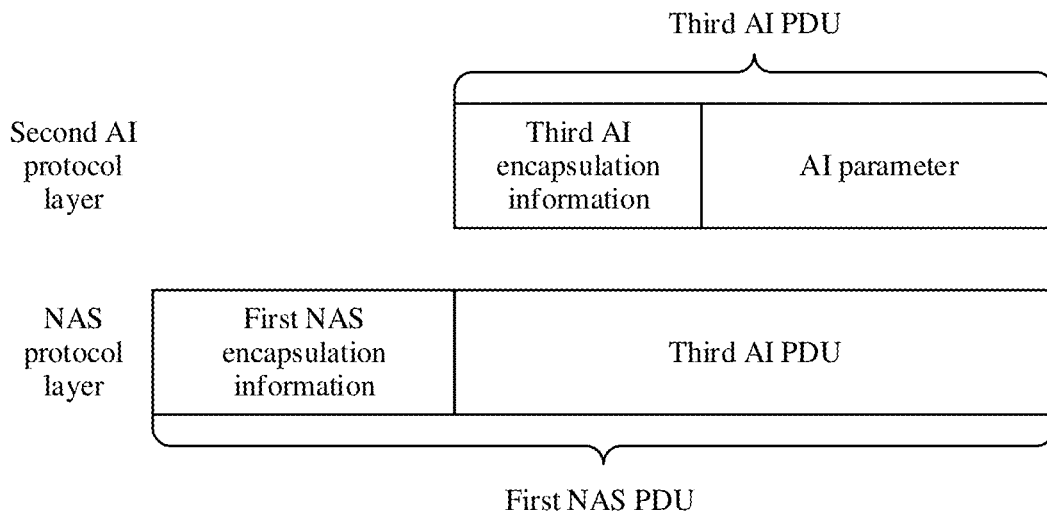 Third AI PDU
Second AI
protocol
layer
Third AI
encapsulation
information
AI parameter
NAS
protocol
layer
First NAS
encapsulation
information
Third AI PDU
First NAS PDU